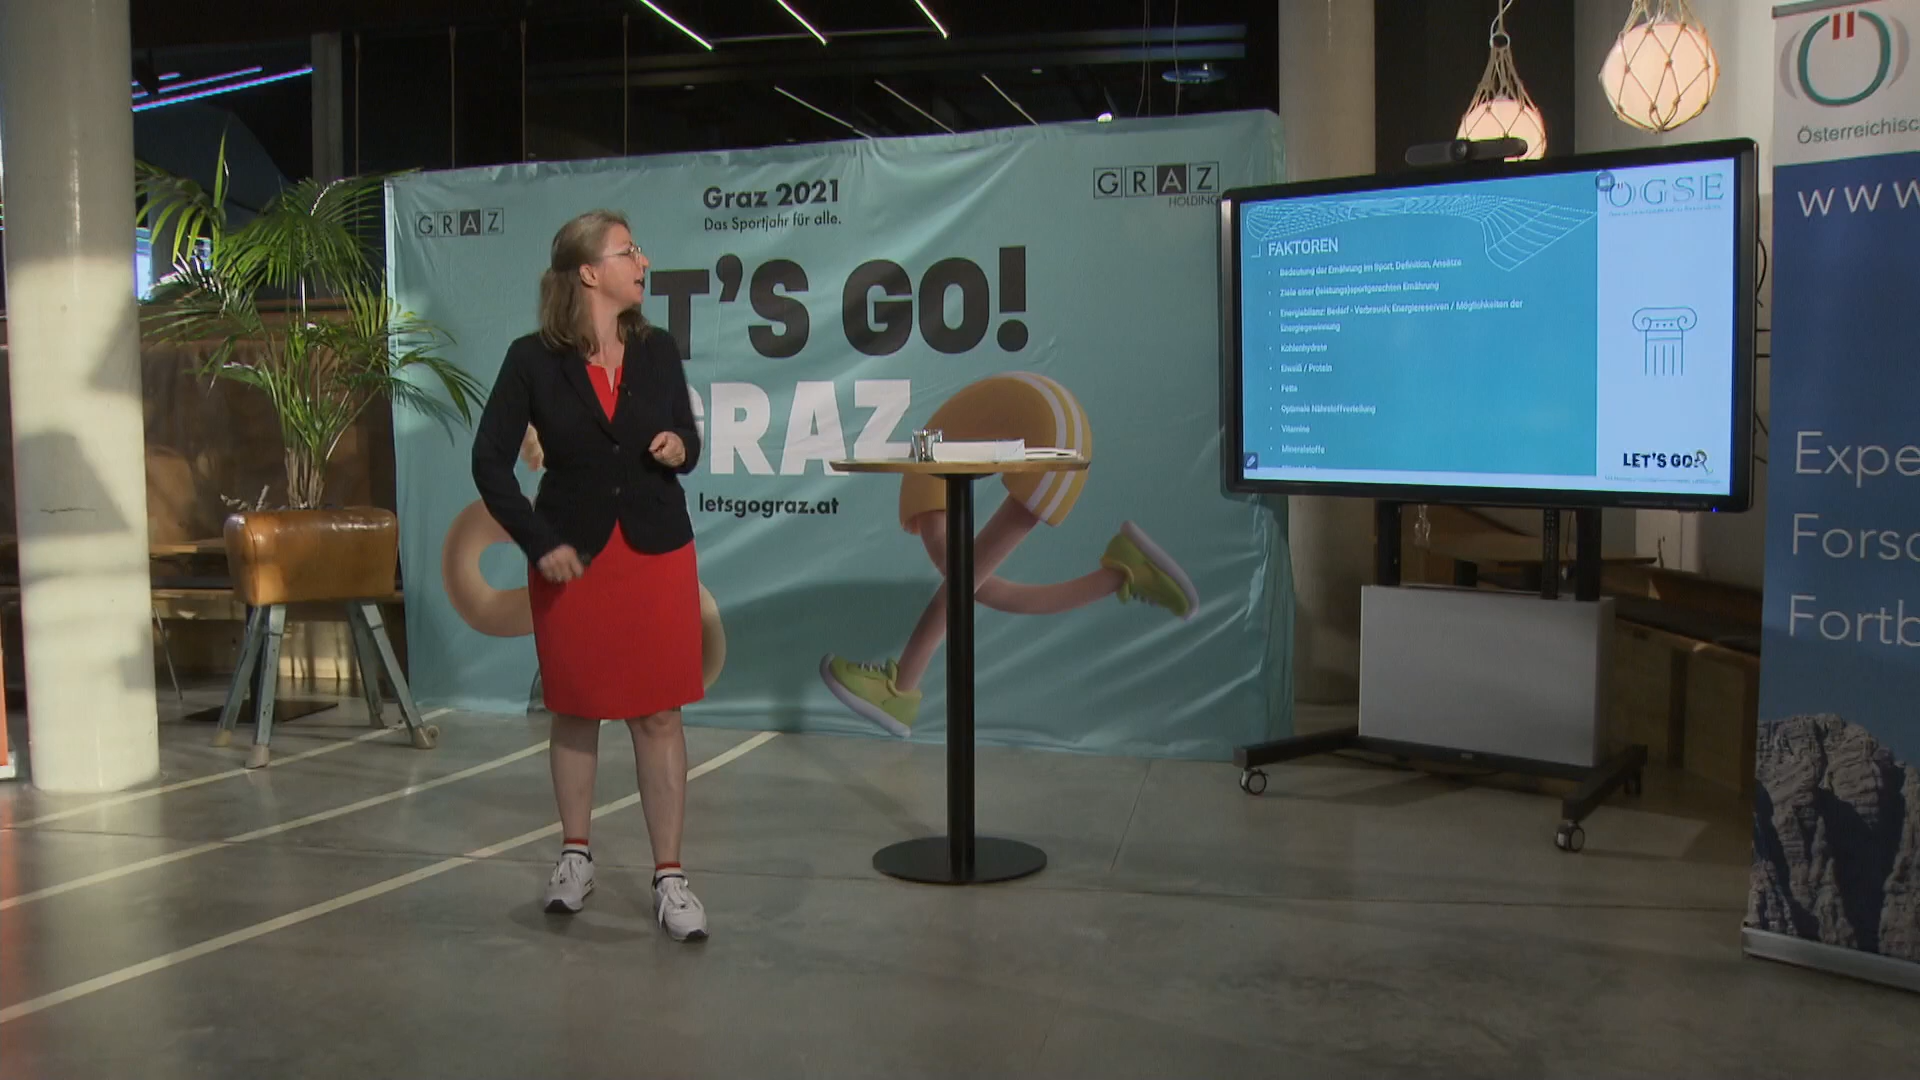 GRAZ
Graz 2021
Das Sportjahr für alle.
GRAZ
HOLDING
T'S GO!
GRAZ
letsgograz.at
ÖGSE
FAKTOREN
Bedeutung der Ernährung im Sport, Definition, Ansätze
Ziele einer (leistungs)sportgerechten Ernährung
Energiebilanz: Bedarf - Verbrauch; Energiereserven / Möglichkeiten der
Energiegewinnung
Kohlenhydrate
Eiweiß / Protein
Fette
Optimale Nährstoffverteilung
Vitamine
Mineralstoffe
LET'S GO!
Ö
Österreichisc
www
Expe
Forsc
Fortb